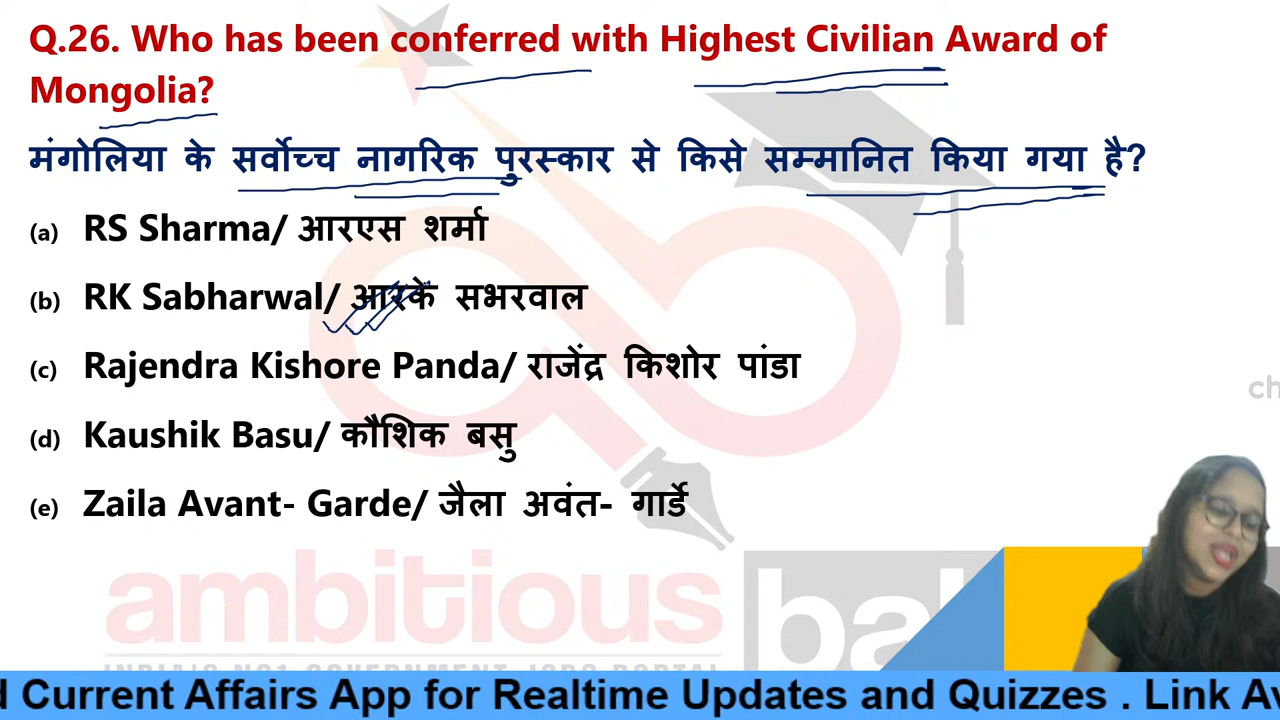 Q.26. Who has been conferred with Highest Civilian Award of
Mongolia?
मंगोलिया के सर्वोच्च नागरिक पुरस्कार से किसे सम्मानित किया गया है?
(a) RS Sharma/ आरएस शर्मा
(b) RK Sabharwal/ आरके सभरवाल
(c) Rajendra Kishore Panda/ राजेंद्र किशोर पांडा
(d) Kaushik Basu/ कौशिक बसु
(e) Zaila Avant- Garde/ जैला अवंत- गार्डे
ambitious ba
d Current Affairs App for Realtime Updates and Quizzes . Link Av